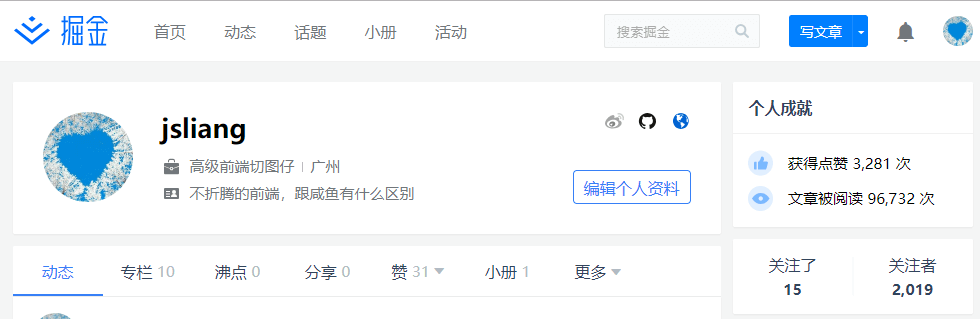 掘金 首页 动态 话题 小册 活动 搜索掘金 写文章
jsliang
高级前端切图仔 广州
不折腾的前端，跟咸鱼有什么区别
编辑个人资料
动态 专栏 10 沸点 0 分享 0 赞 31 小册 1 更多
个人成就
获得点赞 3,281 次
文章被阅读 96,732 次
关注了 关注者
15 2,019